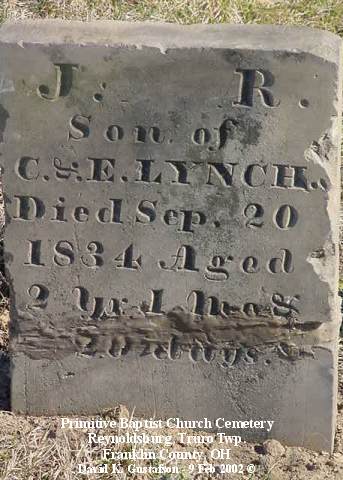 J. R.
Son of
C. & E. LYNCH.
Died Sep. 20
1834 Aged
2 Yr. 1 Mo &
20 days.
Primitive Baptist Church Cemetery
Reynoldsburg, Truro Twp.
Franklin County, OH
David K. Gustafson - 9 Feb 2002 ©